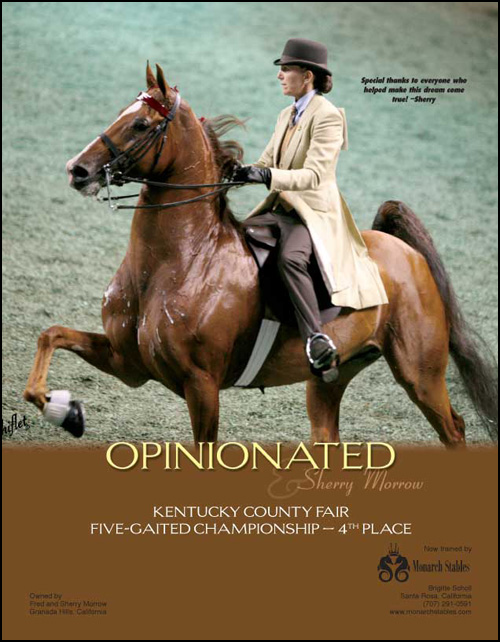 Special thanks to everyone who
helped make this dream come
true! ~Sherry
OPINIONATED
& Sherry Morrow
KENTUCKY COUNTY FAIR
FIVE-GAITED CHAMPIONSHIP – 4TH PLACE
Now trained by
Monarch Stables
Brigitte Scholl
Santa Rosa, California
(707) 291-0591
www.monarchstables.com
Owned by
Fred and Sherry Morrow
Granada Hills, California